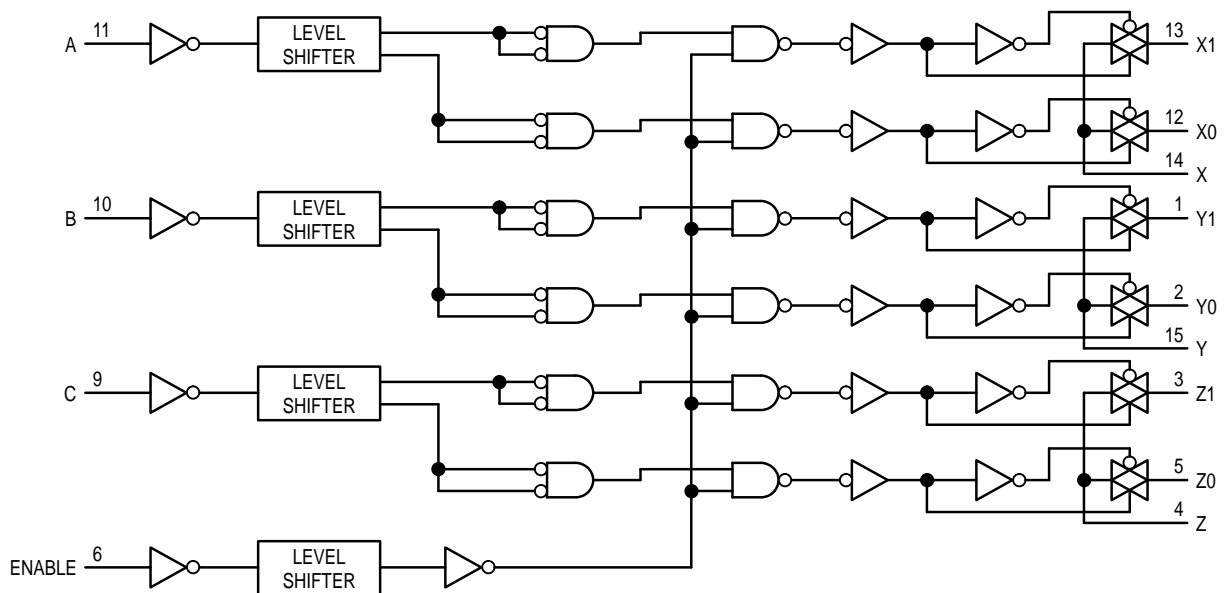 A 11
LEVEL
SHIFTER
13 X1
12 X0
14 X
B 10
LEVEL
SHIFTER
1 Y1
2 Y0
15 Y
C 9
LEVEL
SHIFTER
3 Z1
5 Z0
4 Z
ENABLE 6
LEVEL
SHIFTER